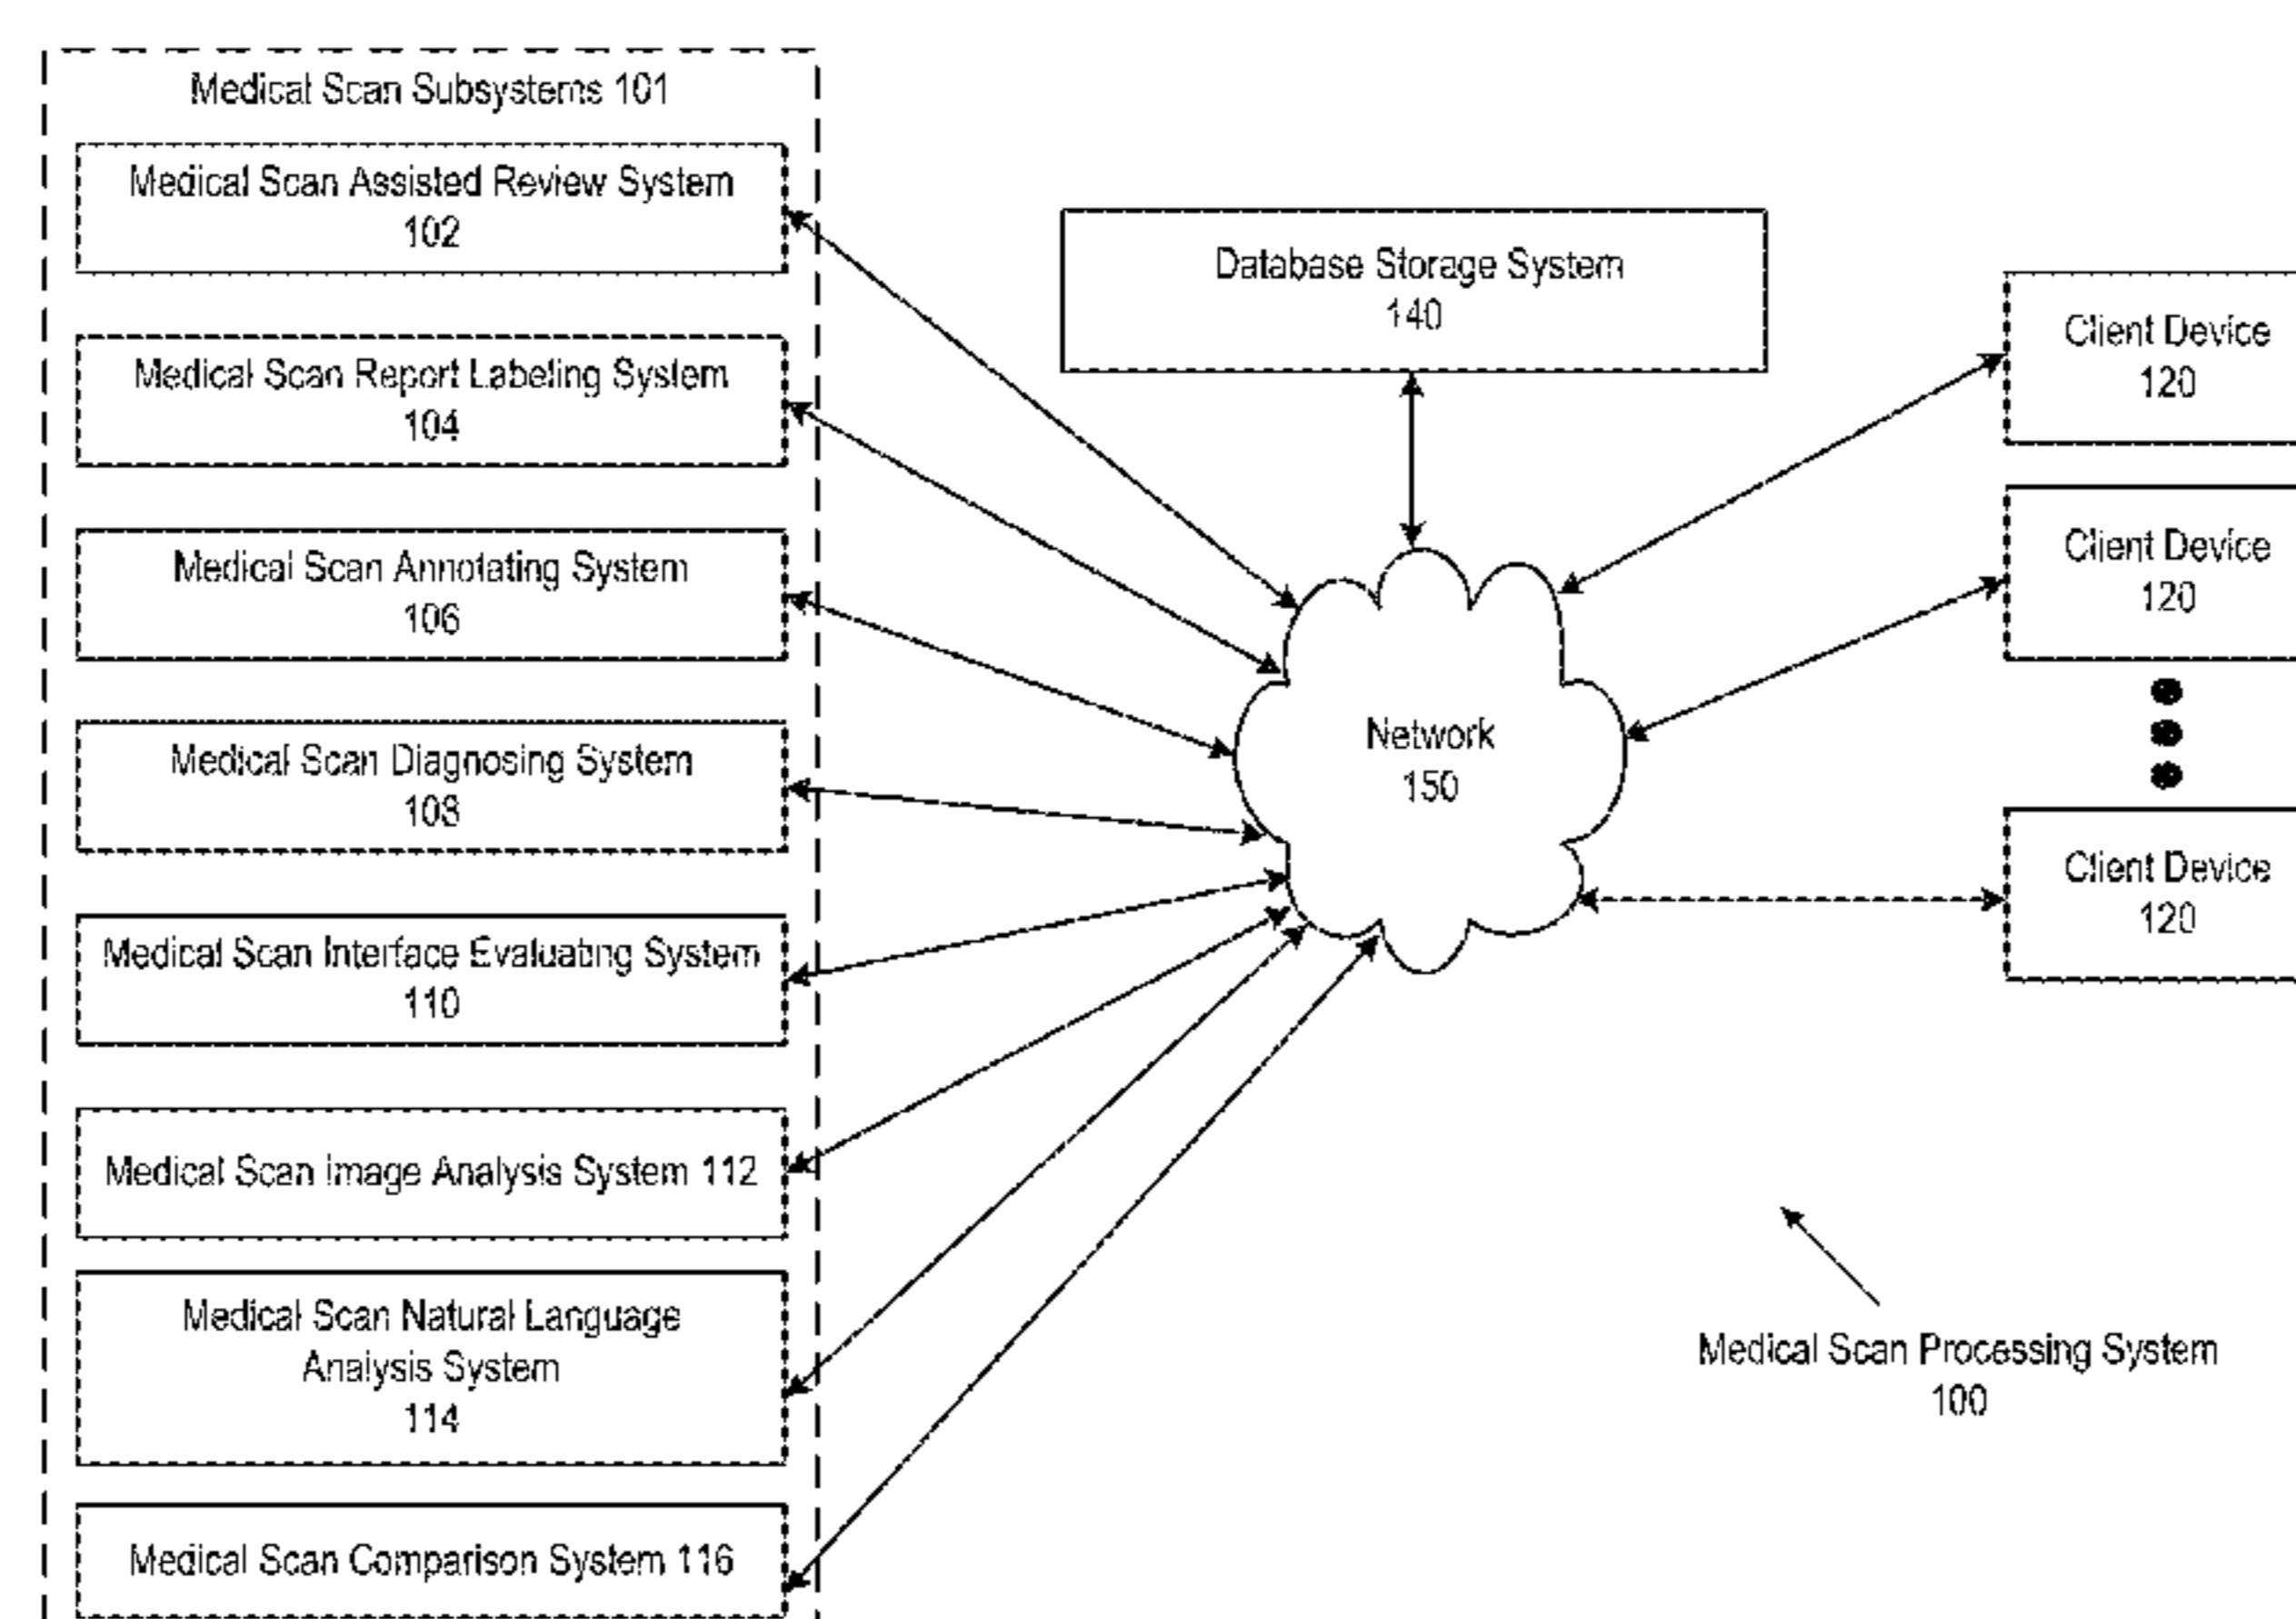 Medical Scan Subsystems 101
Medical Scan Assisted Review System
102
Medical Scan Report Labeling System
104
Medical Scan Annotating System
106
Medical Scan Diagnosing System
108
Medical Scan Interface Evaluating System
110
Medical Scan Image Analysis System 112
Medical Scan Natural Language
Analysis System
114
Medical Scan Comparison System 116
Database Storage System
140
Network
150
Client Device
120
Client Device
120
Client Device
120
Medical Scan Processing System
100